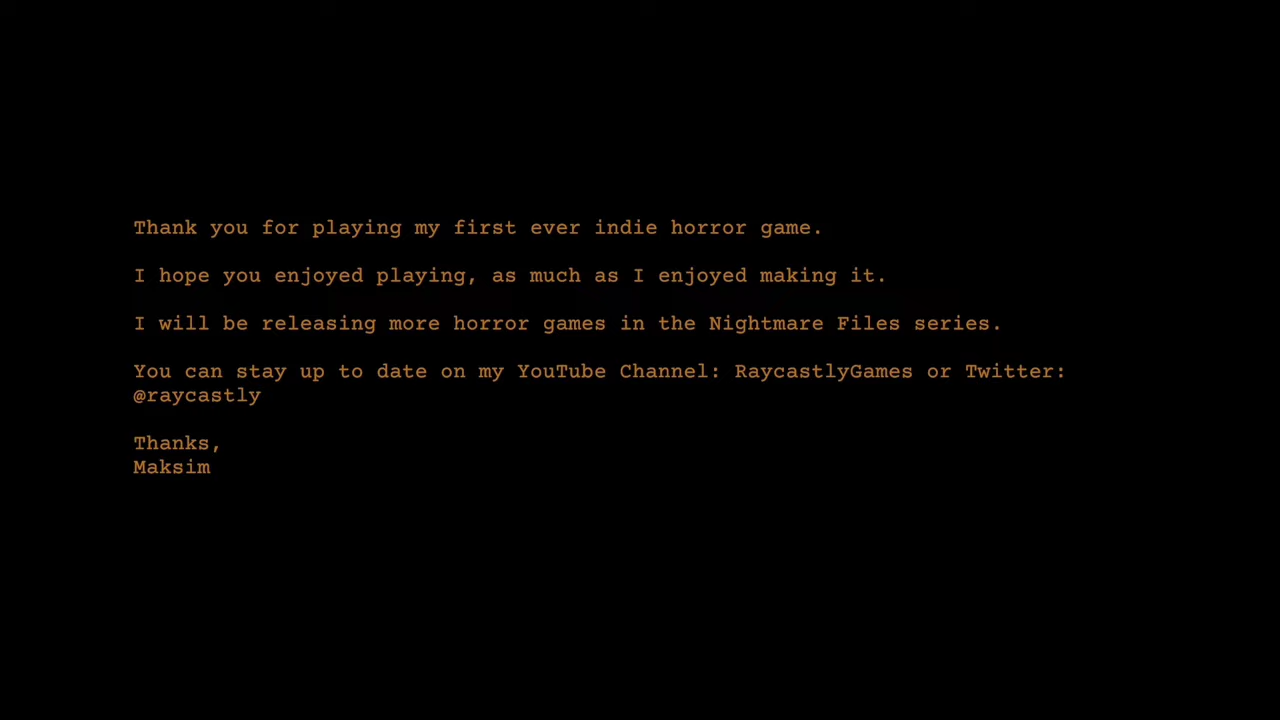 Thank you for playing my first ever indie horror game.
I hope you enjoyed playing, as much as I enjoyed making it.
I will be releasing more horror games in the Nightmare Files series.
You can stay up to date on my YouTube Channel: RaycastlyGames or Twitter:
@raycastly
Thanks,
Maksim